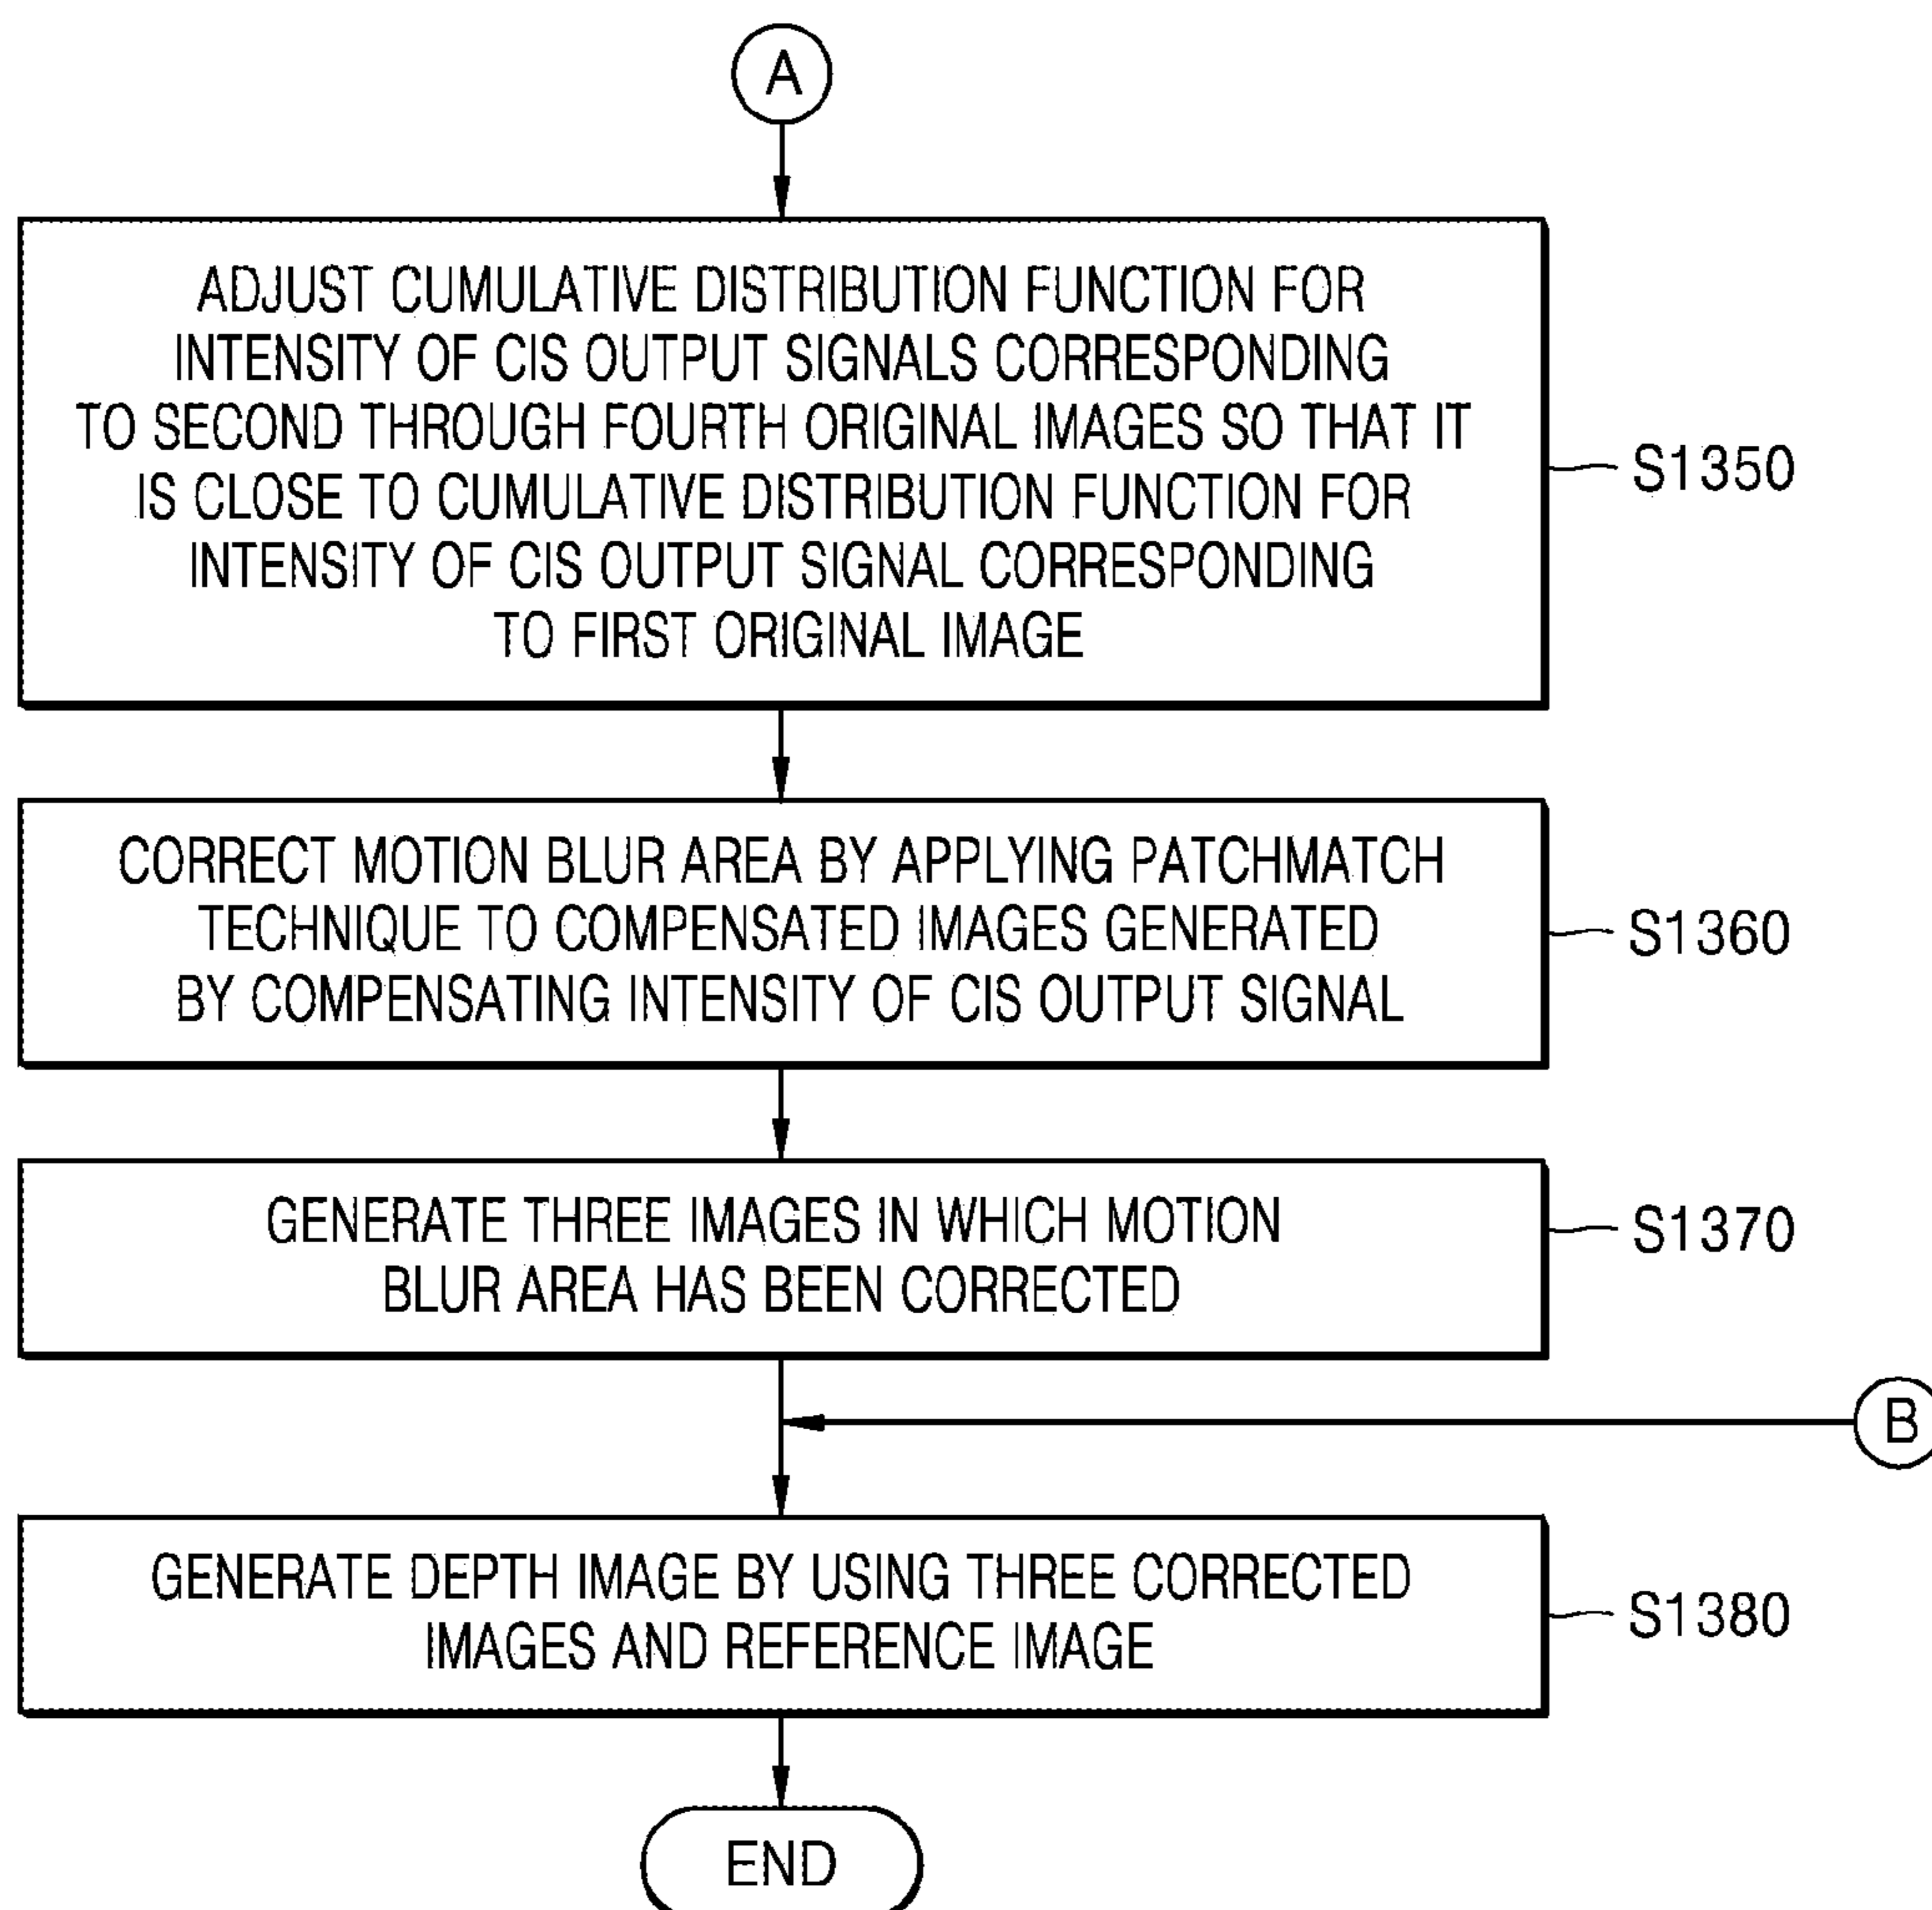 A
ADJUST CUMULATIVE DISTRIBUTION FUNCTION FOR
INTENSITY OF CIS OUTPUT SIGNALS CORRESPONDING
TO SECOND THROUGH FOURTH ORIGINAL IMAGES SO THAT IT
IS CLOSE TO CUMULATIVE DISTRIBUTION FUNCTION FOR
INTENSITY OF CIS OUTPUT SIGNAL CORRESPONDING
TO FIRST ORIGINAL IMAGE
S1350
CORRECT MOTION BLUR AREA BY APPLYING PATCHMATCH
TECHNIQUE TO COMPENSATED IMAGES GENERATED
BY COMPENSATING INTENSITY OF CIS OUTPUT SIGNAL
S1360
GENERATE THREE IMAGES IN WHICH MOTION
BLUR AREA HAS BEEN CORRECTED
S1370
B
GENERATE DEPTH IMAGE BY USING THREE CORRECTED
IMAGES AND REFERENCE IMAGE
S1380
END